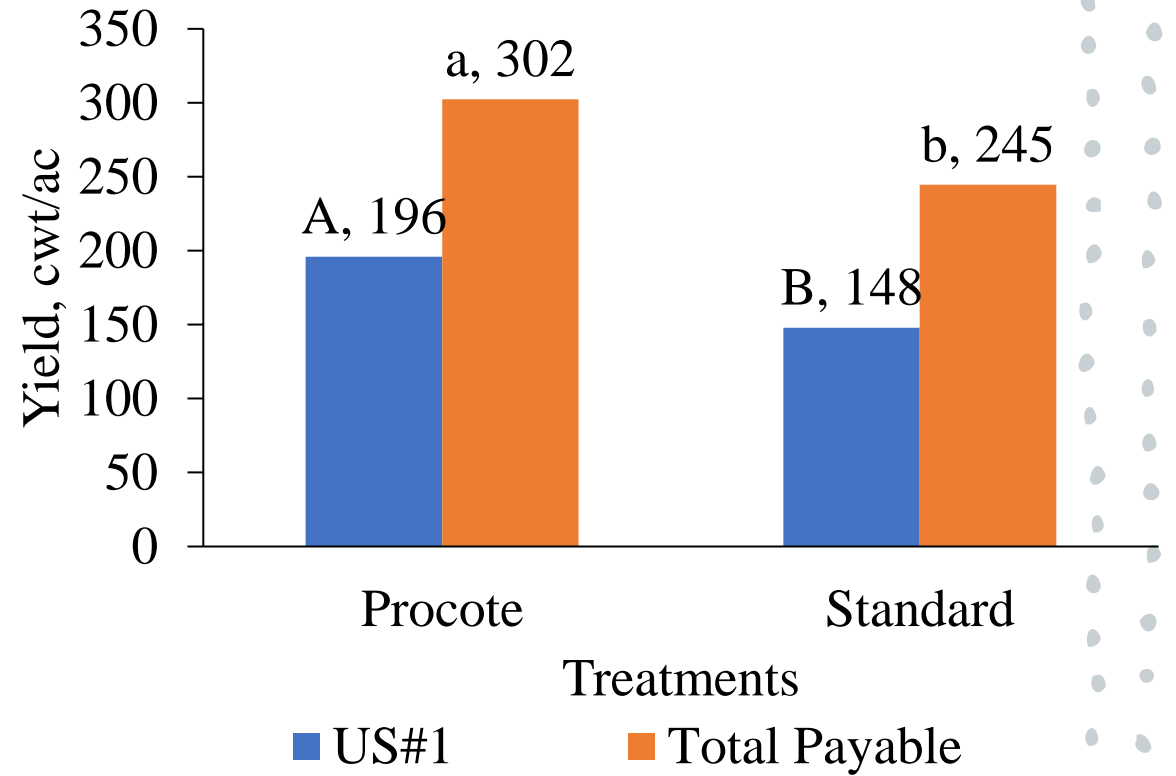 350
300
250
200
150
100
50
0
Yield, cwt/ac
a, 302
A, 196
b, 245
B, 148
Procote
Standard
Treatments
US#1
Total Payable